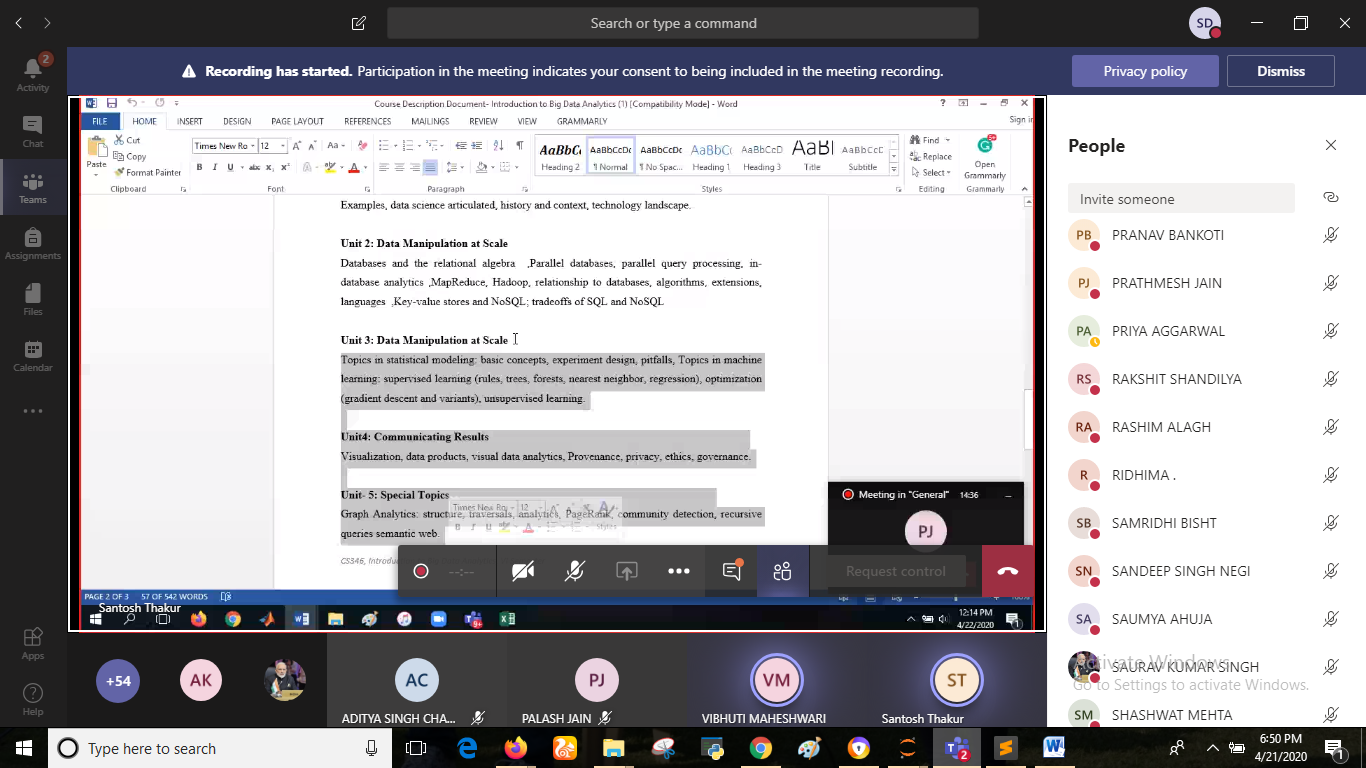 Search or type a command
SD
Recording has started. Participation in the meeting indicates your consent to being included in the meeting recording.
Privacy policy
Dismiss
2
Activity
Chat
Teams
Assignments
Files
Calendar
Apps
Help
Course Description Document- Introduction to Big Data Analytics (1) [Compatibility Mode] - Word
FILE HOME INSERT DESIGN PAGE LAYOUT REFERENCES MAILINGS REVIEW VIEW GRAMMARLY Sign in
Paste
Cut
Copy
Format Painter
Times New Ro 12
AaBbC AaBbCcDc AaBbCcDc AaBbC AaBbCcD AaBl AaBbCcE
Heading 2 ¶ Normal ¶ No Spac... Heading 1 Heading 3 Title Subtitle
Find
Replace
Select
Open
Grammarly
Clipboard Font Paragraph Styles Editing Grammarly
Examples, data science articulated, history and context, technology landscape.
Unit 2: Data Manipulation at Scale
Databases and the relational algebra ,Parallel databases, parallel query processing, in-
database analytics ,MapReduce, Hadoop, relationship to databases, algorithms, extensions,
languages ,Key-value stores and NoSQL; tradeoffs of SQL and NoSQL
Unit 3: Data Manipulation at Scale
Topics in statistical modeling: basic concepts, experiment design, pitfalls, Topics in machine
learning: supervised learning (rules, trees, forests, nearest neighbor, regression), optimization
(gradient descent and variants), unsupervised learning.
Unit4: Communicating Results
Visualization, data products, visual data analytics, Provenance, privacy, ethics, governance.
Unit- 5: Special Topics
Graph Analytics: structure, traversals, analytics, PageRank, community detection, recursive
queries semantic web.
CS346, Introdu
Meeting in "General" 14:36
PJ
--:--
Request control
PAGE 2 OF 3 57 OF 542 WORDS
Santosh Thakur
12:14 PM
4/22/2020
+54
AK
AC
ADITYA SINGH CHA...
PJ
PALASH JAIN
VM
VIBHUTI MAHESHWARI
ST
Santosh Thakur
People
Invite someone
PB PRANAV BANKOTI
PJ PRATHMESH JAIN
PA PRIYA AGGARWAL
RS RAKSHIT SHANDILYA
RA RASHIM ALAGH
R RIDHIMA .
SB SAMRIDHI BISHT
SN SANDEEP SINGH NEGI
SA SAUMYA AHUJA
SAURAV KUMAR SINGH
SM SHASHWAT MEHTA
Activate Windows
Go to Settings to activate Windows.
Type here to search
2
6:50 PM
4/21/2020
1